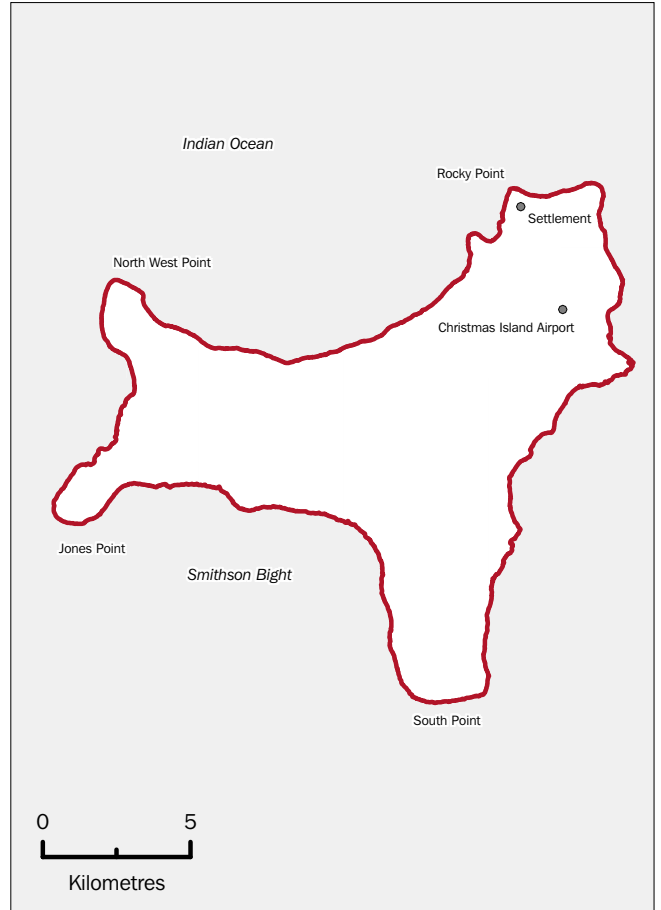 Indian Ocean
Rocky Point
Settlement
North West Point
Christmas Island Airport
Jones Point
Smithson Bight
South Point
0 5
Kilometres